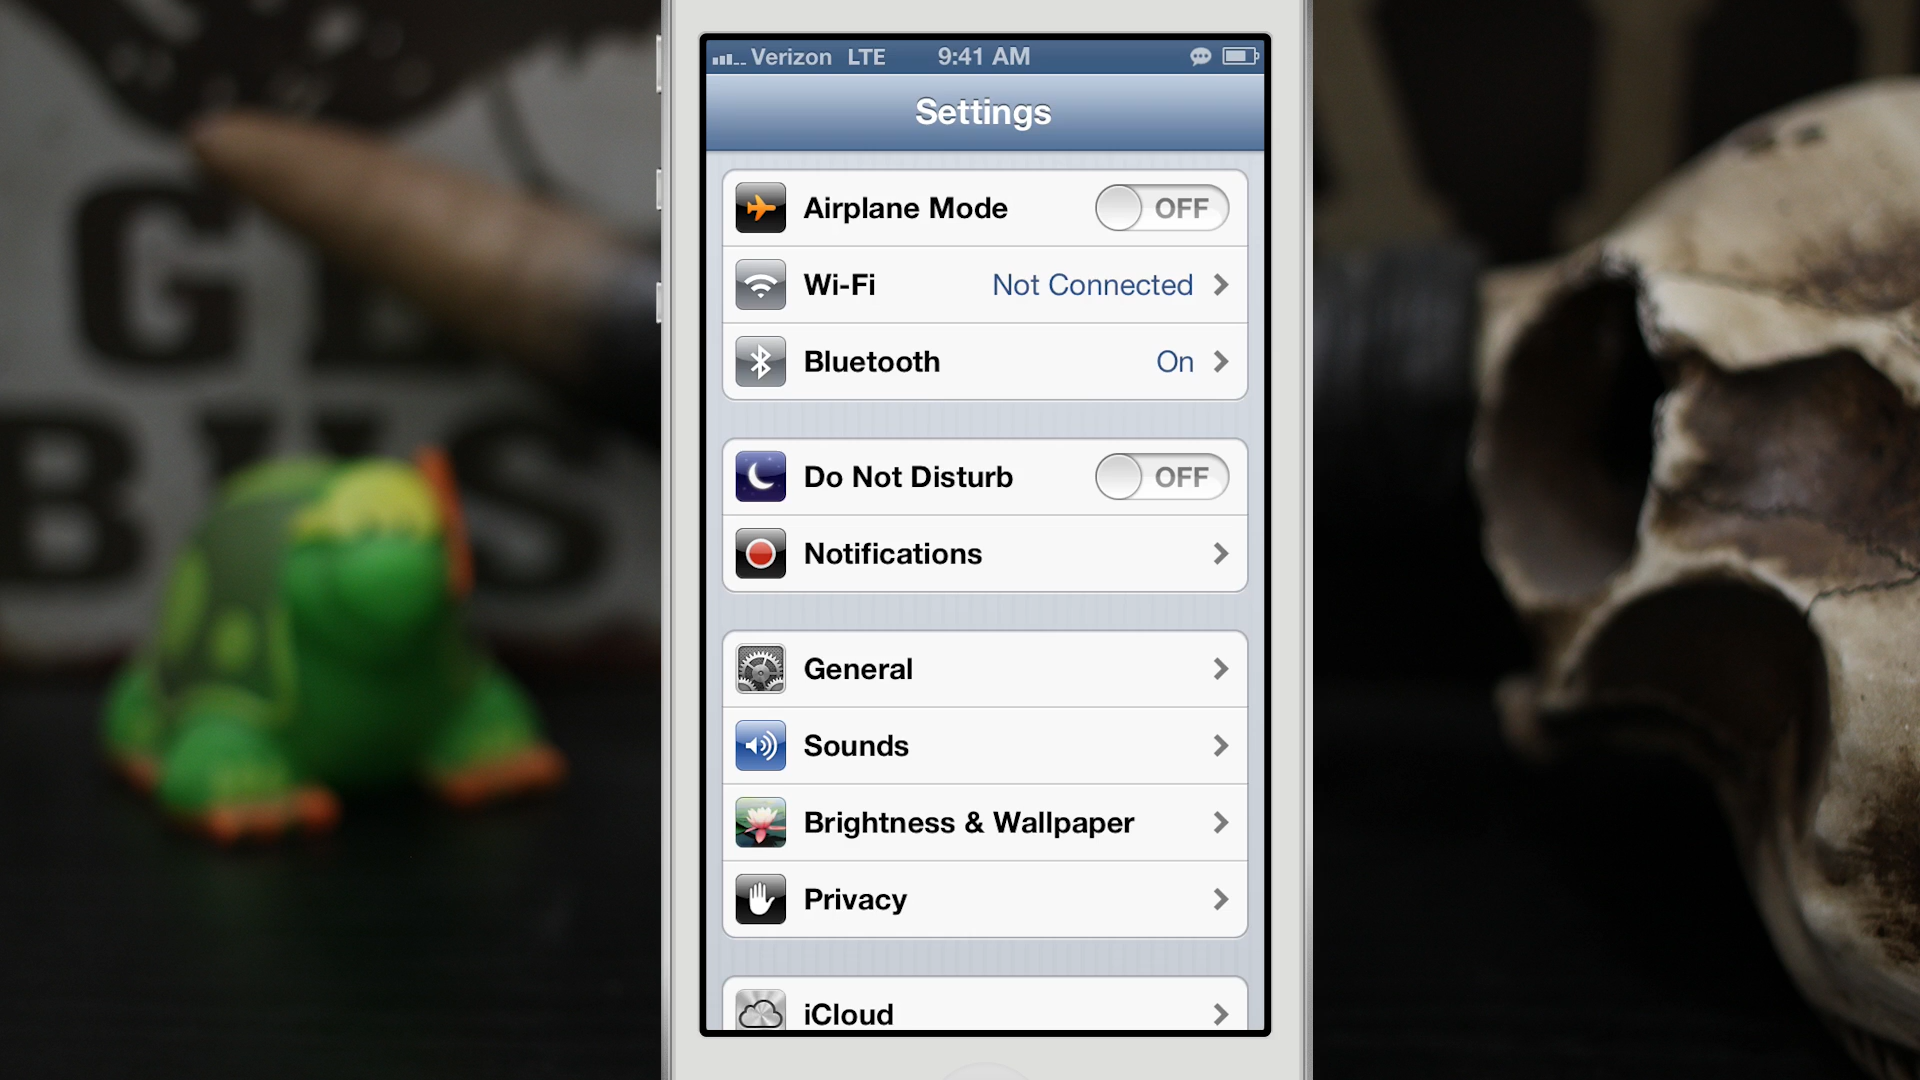 Verizon LTE 9:41 AM
Settings
Airplane Mode OFF
Wi-Fi Not Connected
Bluetooth On
Do Not Disturb OFF
Notifications
General
Sounds
Brightness & Wallpaper
Privacy
iCloud